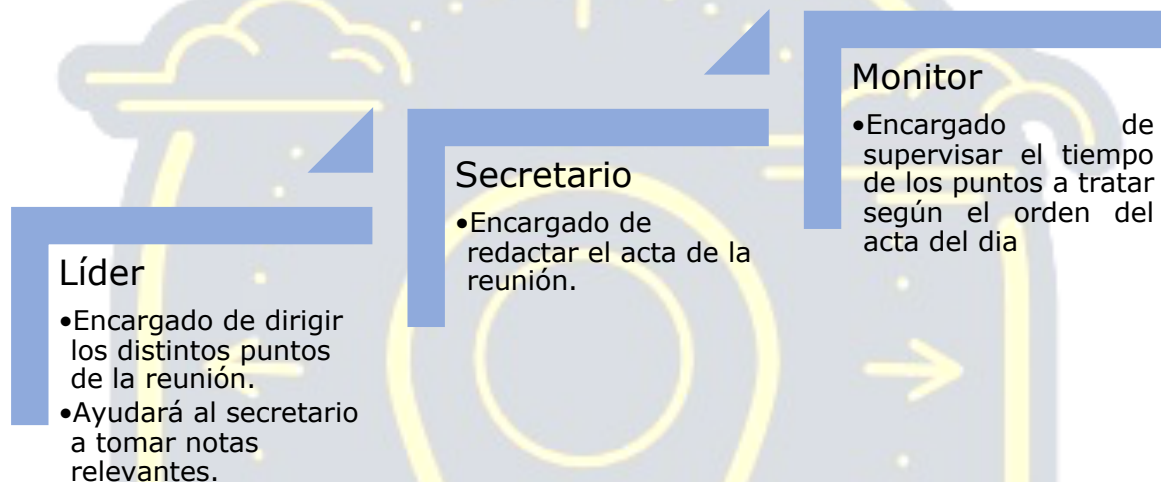 Líder
•Encargado de dirigir
los distintos puntos
de la reunión.
•Ayudará al secretario
a tomar notas
relevantes.
Secretario
•Encargado de
redactar el acta de la
reunión.
Monitor
•Encargado de
supervisar el tiempo
de los puntos a tratar
según el orden del
acta del dia